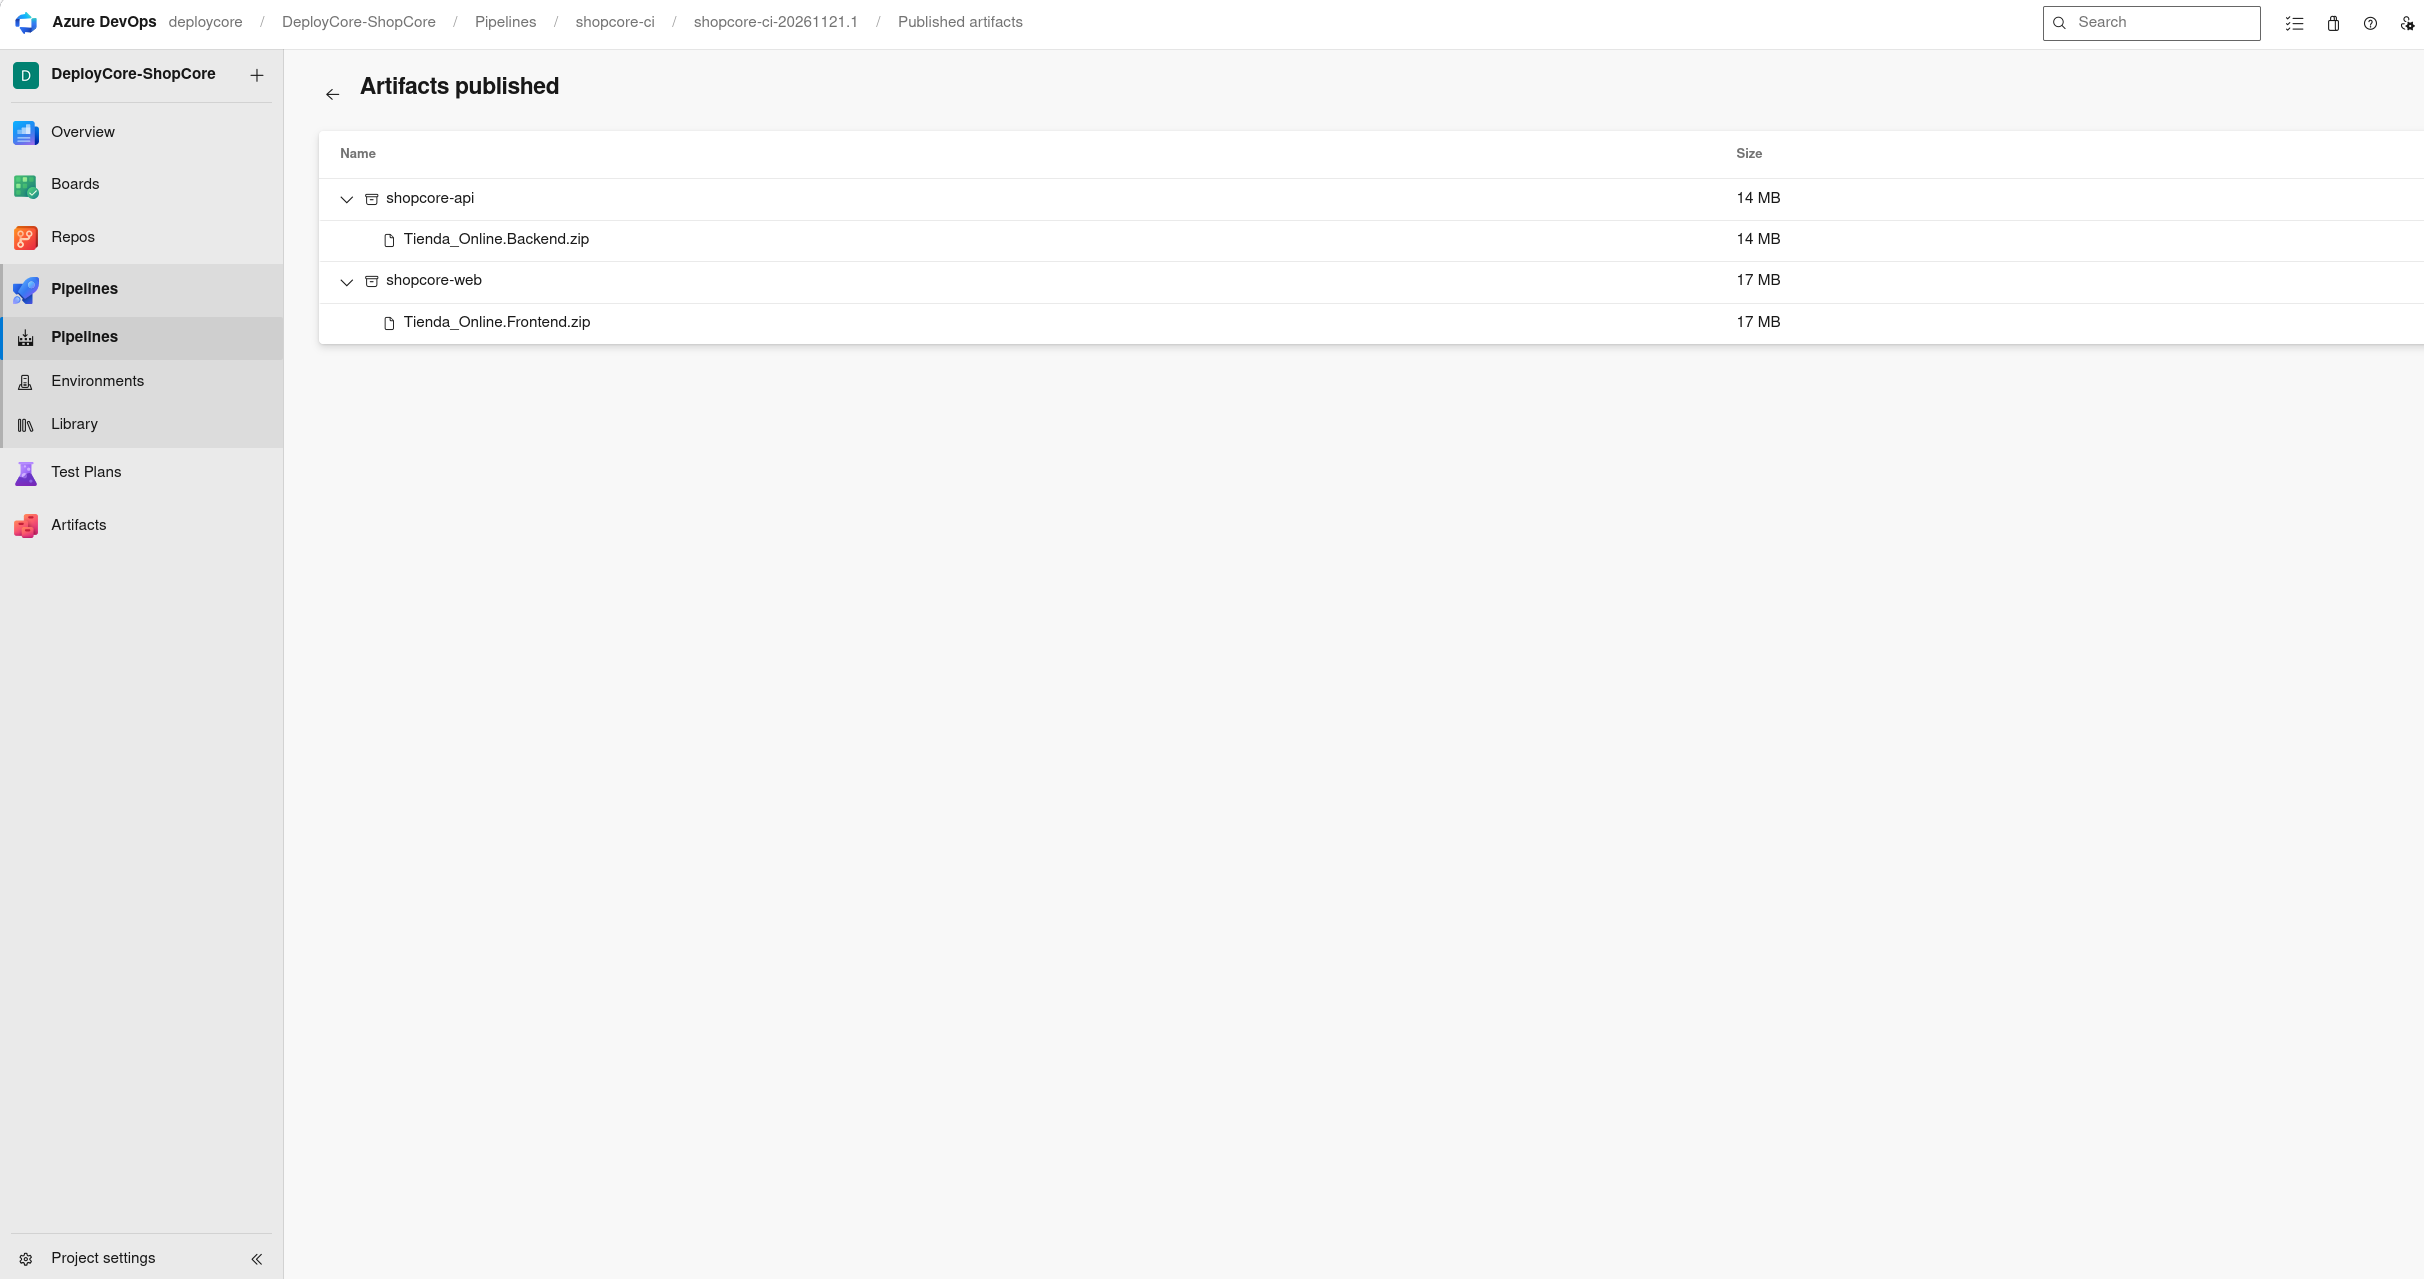 Azure DevOps deploycore / DeployCore-ShopCore / Pipelines / shopcore-ci / shopcore-ci-20261121.1 / Published artifacts
Search
D DeployCore-ShopCore
Overview
Boards
Repos
Pipelines
Pipelines
Environments
Library
Test Plans
Artifacts
Project settings
Artifacts published
Name Size
shopcore-api 14 MB
Tienda_Online.Backend.zip 14 MB
shopcore-web 17 MB
Tienda_Online.Frontend.zip 17 MB